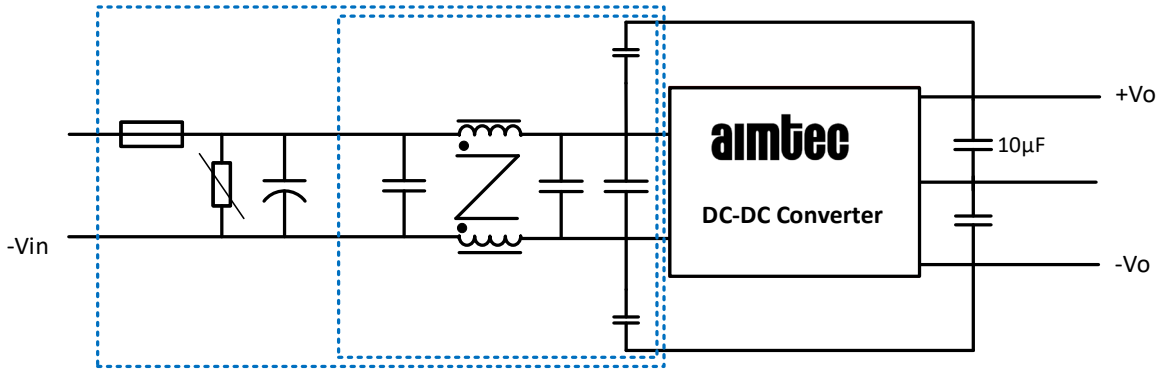 +Vo
aimtec
10µF
DC-DC Converter
-Vin
-Vo